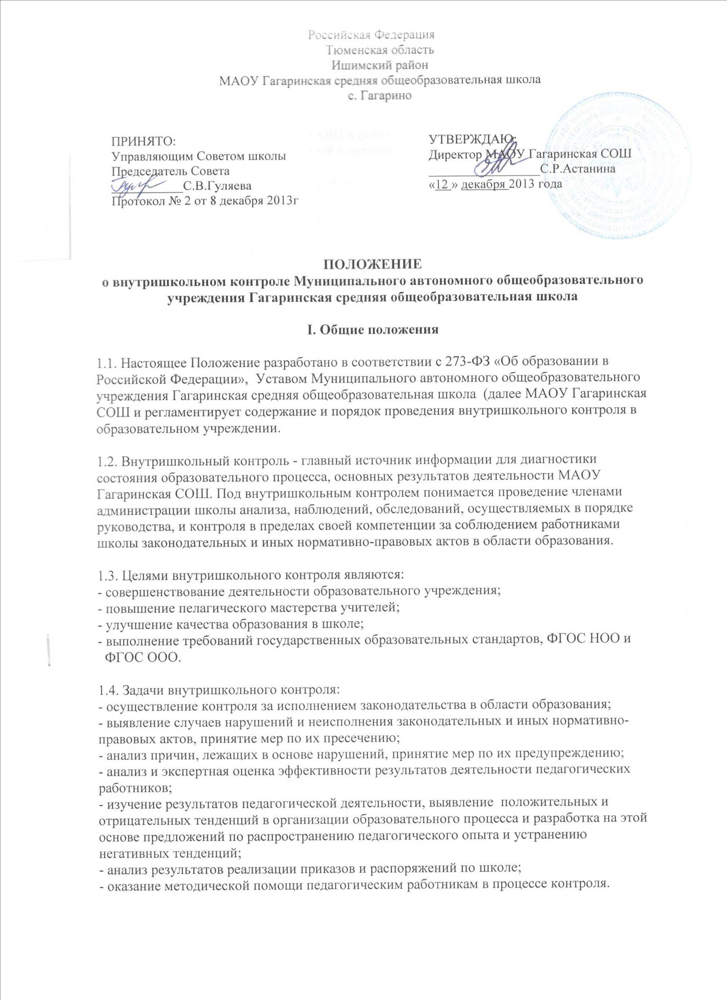 Российская Федерация
Тюменская область
Ишимский район
МАОУ Гагаринская средняя общеобразовательная школа
с. Гагарино
ПРИНЯТО:
Управляющим Советом школы
Председатель Совета
____________С.В.Гуляева
Протокол № 2 от 8 декабря 2013г
УТВЕРЖДАЮ:
Директор МАОУ Гагаринская СОШ
__________________С.Р.Астанина
«12 » декабря 2013 года
ПОЛОЖЕНИЕ
о внутришкольном контроле Муниципального автономного общеобразовательного
учреждения Гагаринская средняя общеобразовательная школа
I. Общие положения
1.1. Настоящее Положение разработано в соответствии с 273-ФЗ «Об образовании в
Российской Федерации», Уставом Муниципального автономного общеобразовательного
учреждения Гагаринская средняя общеобразовательная школа (далее МАОУ Гагаринская
СОШ и регламентирует содержание и порядок проведения внутришкольного контроля в
образовательном учреждении.
1.2. Внутришкольный контроль - главный источник информации для диагностики
состояния образовательного процесса, основных результатов деятельности МАОУ
Гагаринская СОШ. Под внутришкольным контролем понимается проведение членами
администрации школы анализа, наблюдений, обследований, осуществляемых в порядке
руководства, и контроля в пределах своей компетенции за соблюдением работниками
школы законодательных и иных нормативно-правовых актов в области образования.
1.3. Целями внутришкольного контроля являются:
- совершенствование деятельности образовательного учреждения;
- повышение пелагического мастерства учителей;
- улучшение качества образования в школе;
- выполнение требований государственных образовательных стандартов, ФГОС НОО и
ФГОС ООО.
1.4. Задачи внутришкольного контроля:
- осуществление контроля за исполнением законодательства в области образования;
- выявление случаев нарушений и неисполнения законодательных и иных нормативно-
правовых актов, принятие мер по их пресечению;
- анализ причин, лежащих в основе нарушений, принятие мер по их предупреждению;
- анализ и экспертная оценка эффективности результатов деятельности педагогических
работников;
- изучение результатов педагогической деятельности, выявление положительных и
отрицательных тенденций в организации образовательного процесса и разработка на этой
основе предложений по распространению педагогического опыта и устранению
негативных тенденций;
- анализ результатов реализации приказов и распоряжений по школе;
- оказание методической помощи педагогическим работникам в процессе контроля.